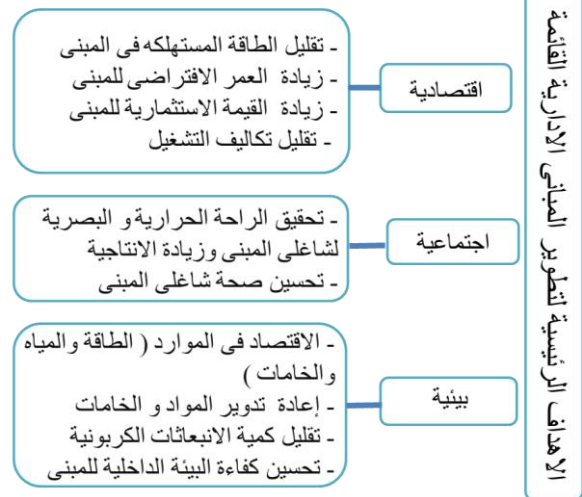 الاهداف الرئيسية لتطوير المبانى الادارية القائمة
اقتصادية
- تقليل الطاقة المستهلكه فى المبنى
- زيادة العمر الافتراضى للمبنى
- زيادة القيمة الاستثمارية للمبنى
- تقليل تكاليف التشغيل
اجتماعية
- تحقيق الراحة الحرارية و البصرية
لشاغلى المبنى وزيادة الانتاجية
- تحسين صحة شاغلى المبنى
بيئية
- الاقتصاد فى الموارد ( الطاقة والمياه
والخامات )
- إعادة تدوير المواد و الخامات
- تقليل كمية الانبعاثات الكربونية
- تحسين كفاءة البيئة الداخلية للمبنى